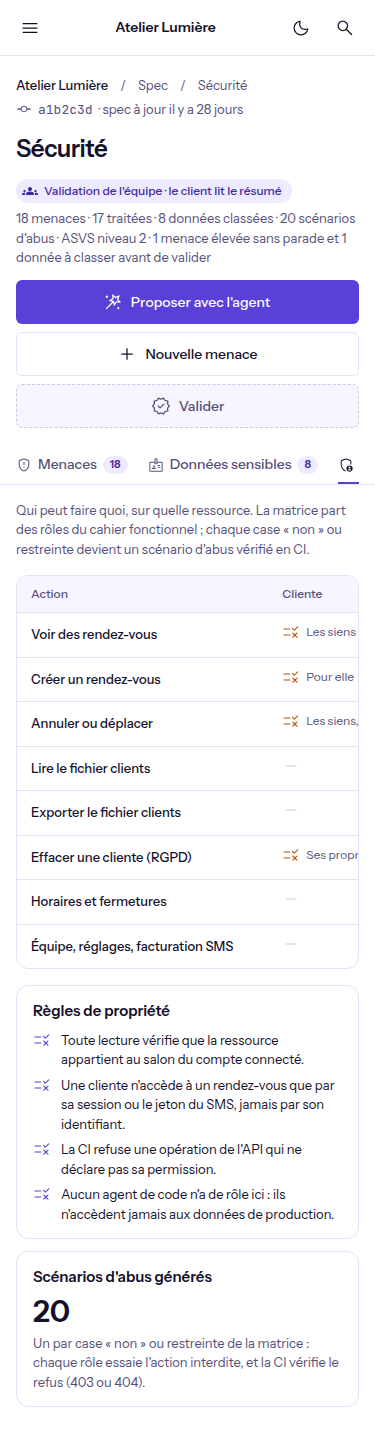 Atelier Lumière
Atelier Lumière / Spec / Sécurité
a1b2c3d · spec à jour il y a 28 jours
Sécurité
Validation de l'équipe · le client lit le résumé
18 menaces · 17 traitées · 8 données classées · 20 scénarios
d'abus · ASVS niveau 2 · 1 menace élevée sans parade et 1
donnée à classer avant de valider
Proposer avec l'agent
Nouvelle menace
Valider
Menaces 18 Données sensibles 8
Qui peut faire quoi, sur quelle ressource. La matrice part
des rôles du cahier fonctionnel ; chaque case « non » ou
restreinte devient un scénario d'abus vérifié en CI.
Action Cliente
Voir des rendez-vous Les siens
Créer un rendez-vous Pour elle
Annuler ou déplacer Les siens,
Lire le fichier clients —
Exporter le fichier clients —
Effacer une cliente (RGPD) Ses propr
Horaires et fermetures —
Équipe, réglages, facturation SMS —
Règles de propriété
Toute lecture vérifie que la ressource
appartient au salon du compte connecté.
Une cliente n'accède à un rendez-vous que par
sa session ou le jeton du SMS, jamais par son
identifiant.
La CI refuse une opération de l'API qui ne
déclare pas sa permission.
Aucun agent de code n'a de rôle ici : ils
n'accèdent jamais aux données de production.
Scénarios d'abus générés
20
Un par case « non » ou restreinte de la matrice :
chaque rôle essaie l'action interdite, et la CI vérifie le
refus (403 ou 404).